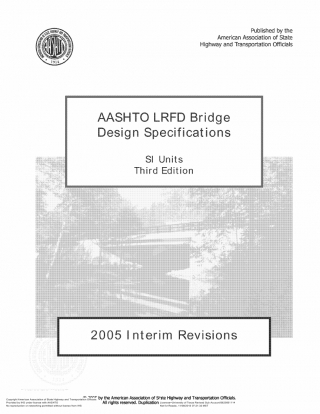 Published by the
American Association of State
Highway and Transportation Officials
AASHTO LRFD Bridge
Design Specifications
SI Units
Third Edition
2005 Interim Revisions
by the American Association of State Highway and Transportation Officials.
All rights reserved. Duplication